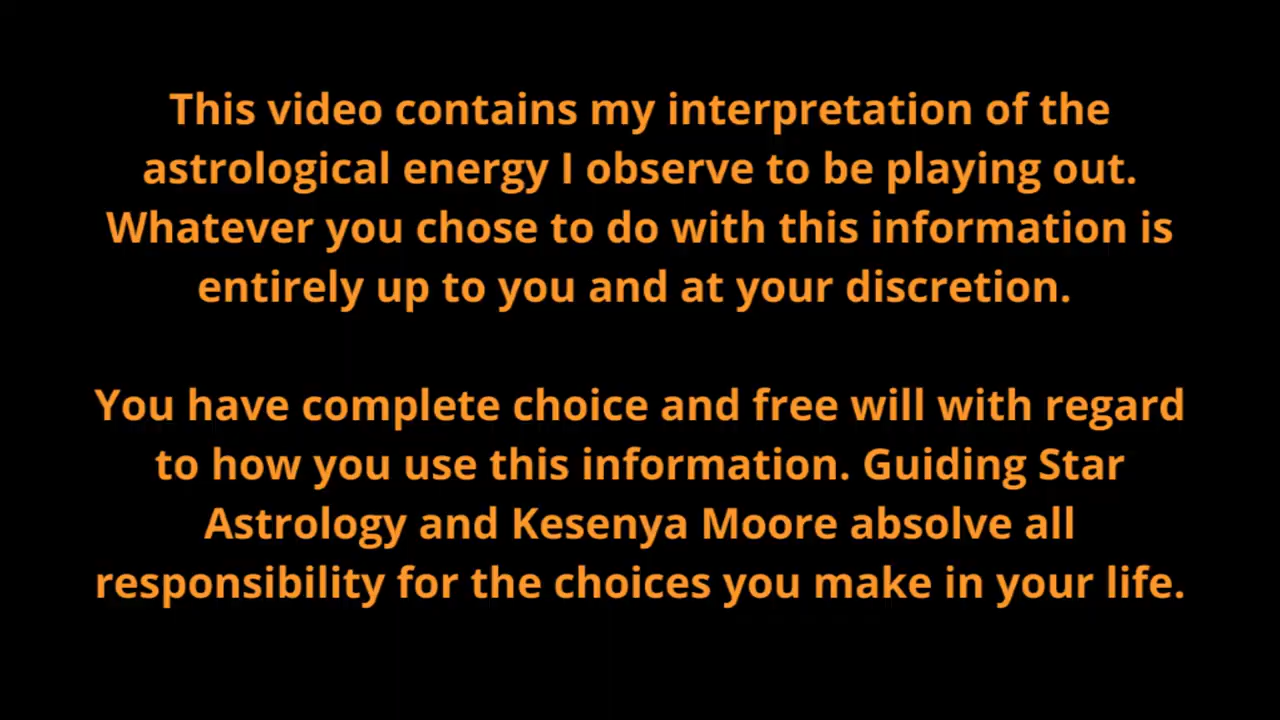 This video contains my interpretation of the
astrological energy I observe to be playing out.
Whatever you chose to do with this information is
entirely up to you and at your discretion.
You have complete choice and free will with regard
to how you use this information. Guiding Star
Astrology and Kesenya Moore absolve all
responsibility for the choices you make in your life.